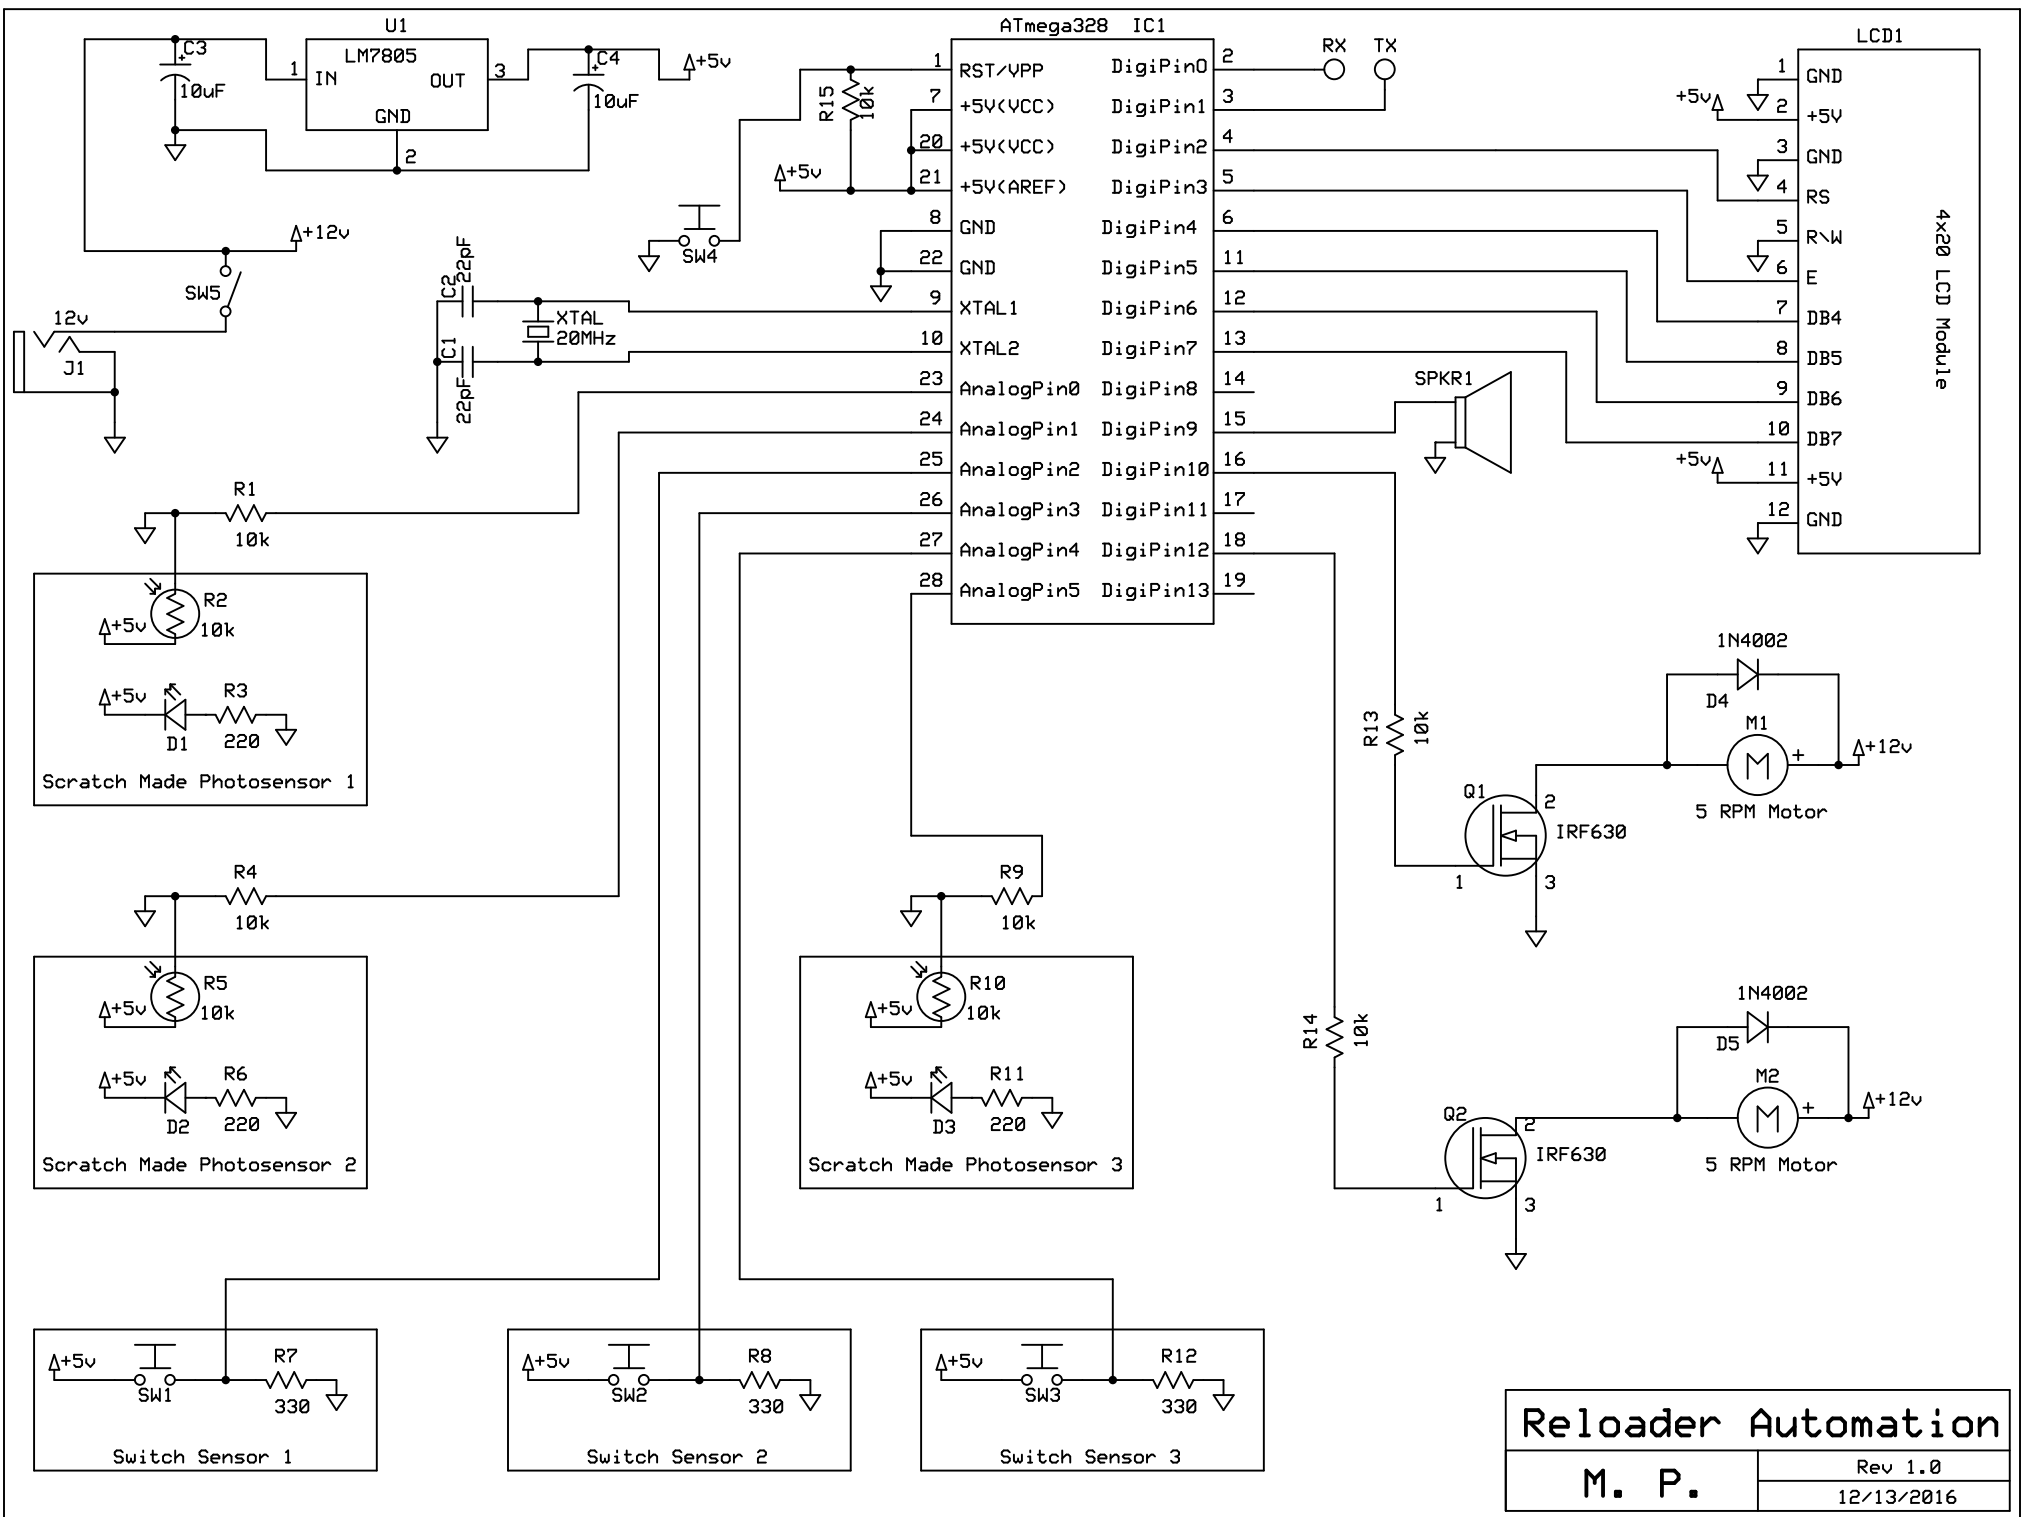 U1
LM7805
1 IN
OUT 3
GND
2
C3
+
10uF
C4
+
10uF
+5v
+12v
SW5
12v
J1
ATmega328 IC1
1 RST/VPP
7 +5V(VCC)
20 +5V(VCC)
21 +5V(AREF)
8 GND
22 GND
9 XTAL1
10 XTAL2
23 AnalogPin0
24 AnalogPin1
25 AnalogPin2
26 AnalogPin3
27 AnalogPin4
28 AnalogPin5
DigiPin0 2
DigiPin1 3
DigiPin2 4
DigiPin3 5
DigiPin4 6
DigiPin5 11
DigiPin6 12
DigiPin7 13
DigiPin8 14
DigiPin9 15
DigiPin10 16
DigiPin11 17
DigiPin12 18
DigiPin13 19
RX TX
R15
10k
+5v
SW4
C2
22pF
C1
22pF
XTAL
20MHz
SPKR1
LCD1
4x20 LCD Module
1 GND
+5v
2 +5V
3 GND
4 RS
5 R\W
6 E
7 DB4
8 DB5
9 DB6
10 DB7
+5v
11 +5V
12 GND
R1
10k
R2
10k
+5v
+5v
D1
R3
220
Scratch Made Photosensor 1
R4
10k
R5
10k
+5v
+5v
D2
R6
220
Scratch Made Photosensor 2
R9
10k
R10
10k
+5v
+5v
D3
R11
220
Scratch Made Photosensor 3
R13
10k
Q1
1
2
3
IRF630
1N4002
D4
M1
M
+
+12v
5 RPM Motor
R14
10k
Q2
1
2
3
IRF630
1N4002
D5
M2
M
+
+12v
5 RPM Motor
+5v
SW1
R7
330
Switch Sensor 1
+5v
SW2
R8
330
Switch Sensor 2
+5v
SW3
R12
330
Switch Sensor 3
Reloader Automation
M. P.
Rev 1.0
12/13/2016